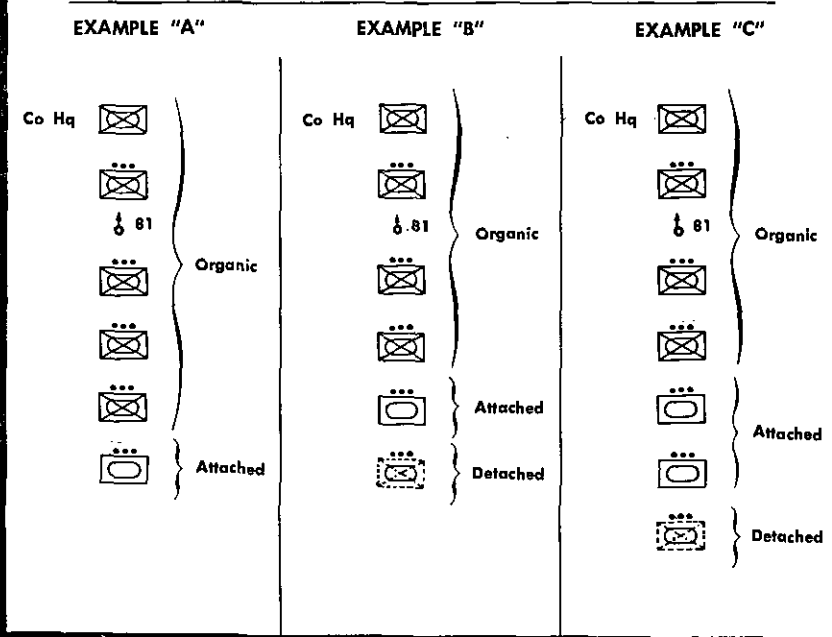 EXAMPLE "A"
Co Hq
81
Organic
Attached
EXAMPLE "B"
Co Hq
.81
Organic
Attached
Detached
EXAMPLE "C"
Co Hq
81
Organic
Attached
Detached